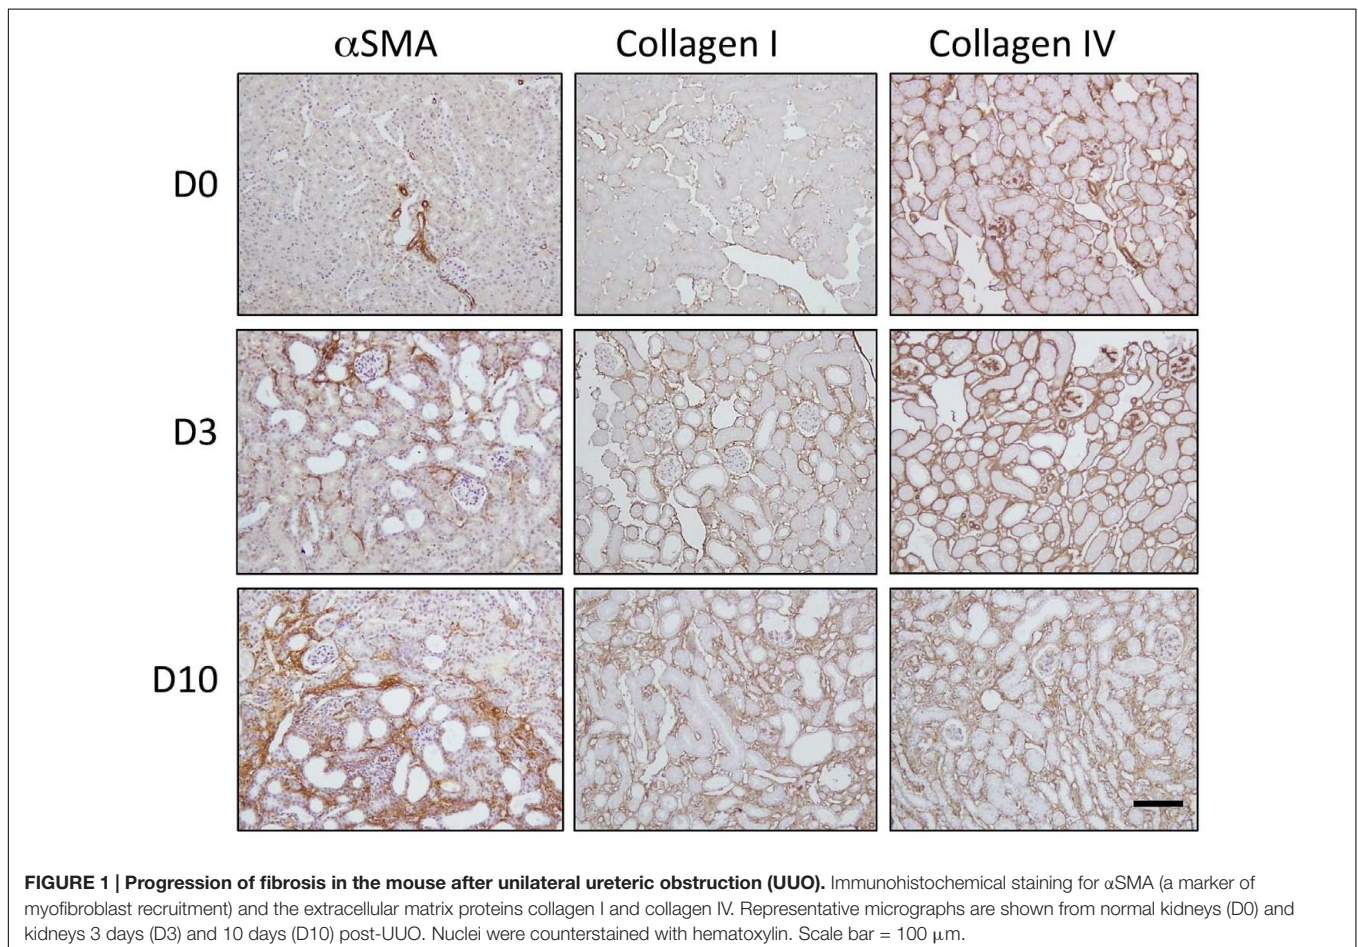 αSMA Collagen I Collagen IV
D0
D3
D10
FIGURE 1 | Progression of fibrosis in the mouse after unilateral ureteric obstruction (UUO). Immunohistochemical staining for αSMA (a marker of
myofibroblast recruitment) and the extracellular matrix proteins collagen I and collagen IV. Representative micrographs are shown from normal kidneys (D0) and
kidneys 3 days (D3) and 10 days (D10) post-UUO. Nuclei were counterstained with hematoxylin. Scale bar = 100 μm.